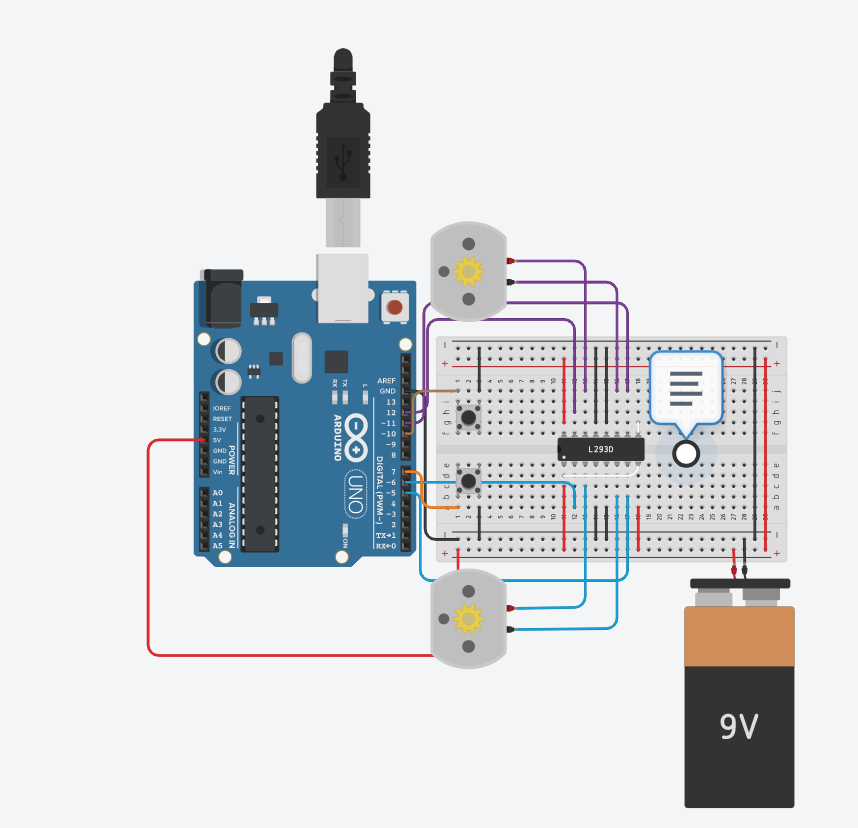 AREF
GND
13
12
~11
~10
~9
8
7
~6
~5
4
~3
2
TX→1
RX←0
DIGITAL (PWM~)
IOREF
RESET
3.3V
5V
GND
GND
Vin
POWER
A0
A1
A2
A3
A4
A5
ANALOG IN
RX
TX
L
ARDUINO
UNO
ON
L293D
9V